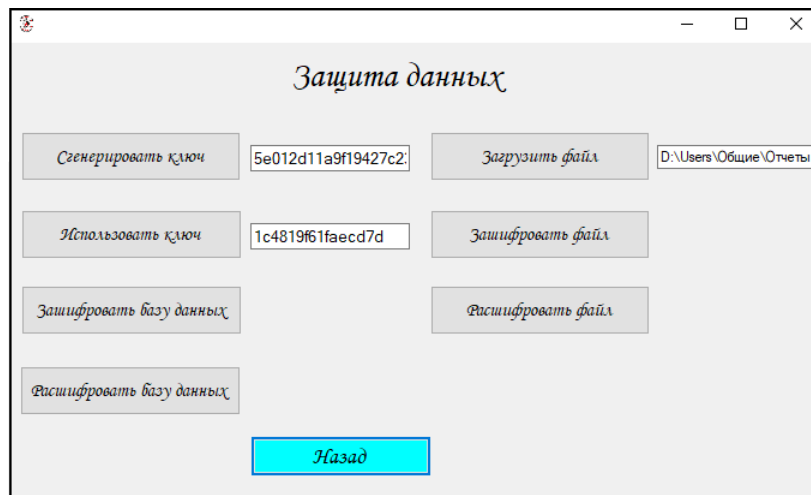 Защита данных
Сгенерировать ключ 5e012d11a9f19427c2 Загрузить файл D:\Users\Общие\Отчеты
Использовать ключ 1c4819f61faecd7d Зашифровать файл
Зашифровать базу данных Расшифровать файл
Расшифровать базу данных
Назад